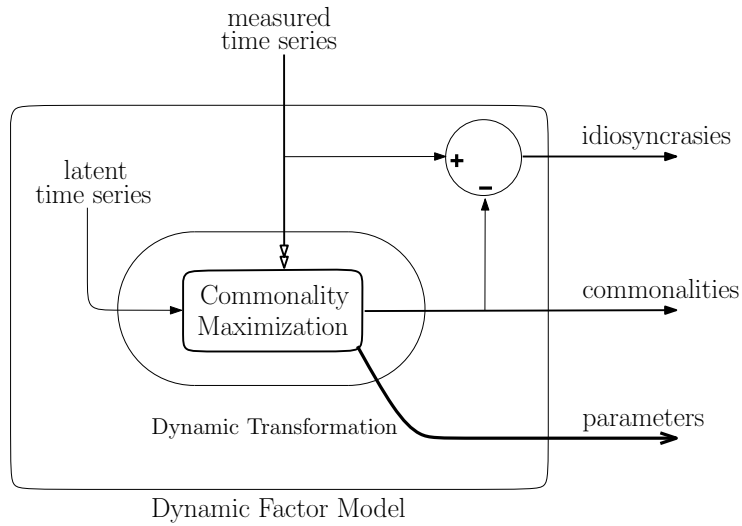 measured
time series
idiosyncrasies
+
latent
time series
−
Commonality
Maximization
commonalities
parameters
Dynamic Transformation
Dynamic Factor Model